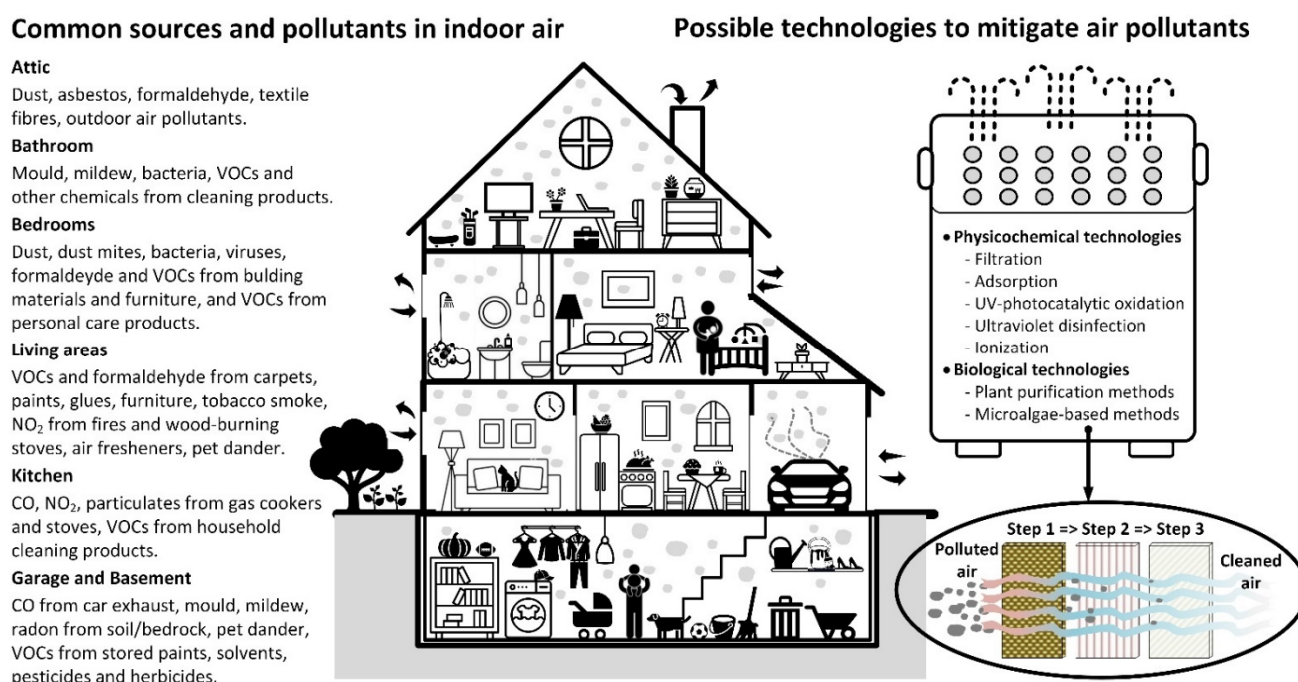 Common sources and pollutants in indoor air
Attic
Dust, asbestos, formaldehyde, textile
fibres, outdoor air pollutants.
Bathroom
Mould, mildew, bacteria, VOCs and
other chemicals from cleaning products.
Bedrooms
Dust, dust mites, bacteria, viruses,
formaldeyde and VOCs from bulding
materials and furniture, and VOCs from
personal care products.
Living areas
VOCs and formaldehyde from carpets,
paints, glues, furniture, tobacco smoke,
NO₂ from fires and wood-burning
stoves, air fresheners, pet dander.
Kitchen
CO, NO₂, particulates from gas cookers
and stoves, VOCs from household
cleaning products.
Garage and Basement
CO from car exhaust, mould, mildew,
radon from soil/bedrock, pet dander,
VOCs from stored paints, solvents,
pesticides and herbicides.
Possible technologies to mitigate air pollutants
• Physicochemical technologies
- Filtration
- Adsorption
- UV-photocatalytic oxidation
- Ultraviolet disinfection
- Ionization
• Biological technologies
- Plant purification methods
- Microalgae-based methods
Step 1 => Step 2 => Step 3
Polluted
air
Cleaned
air